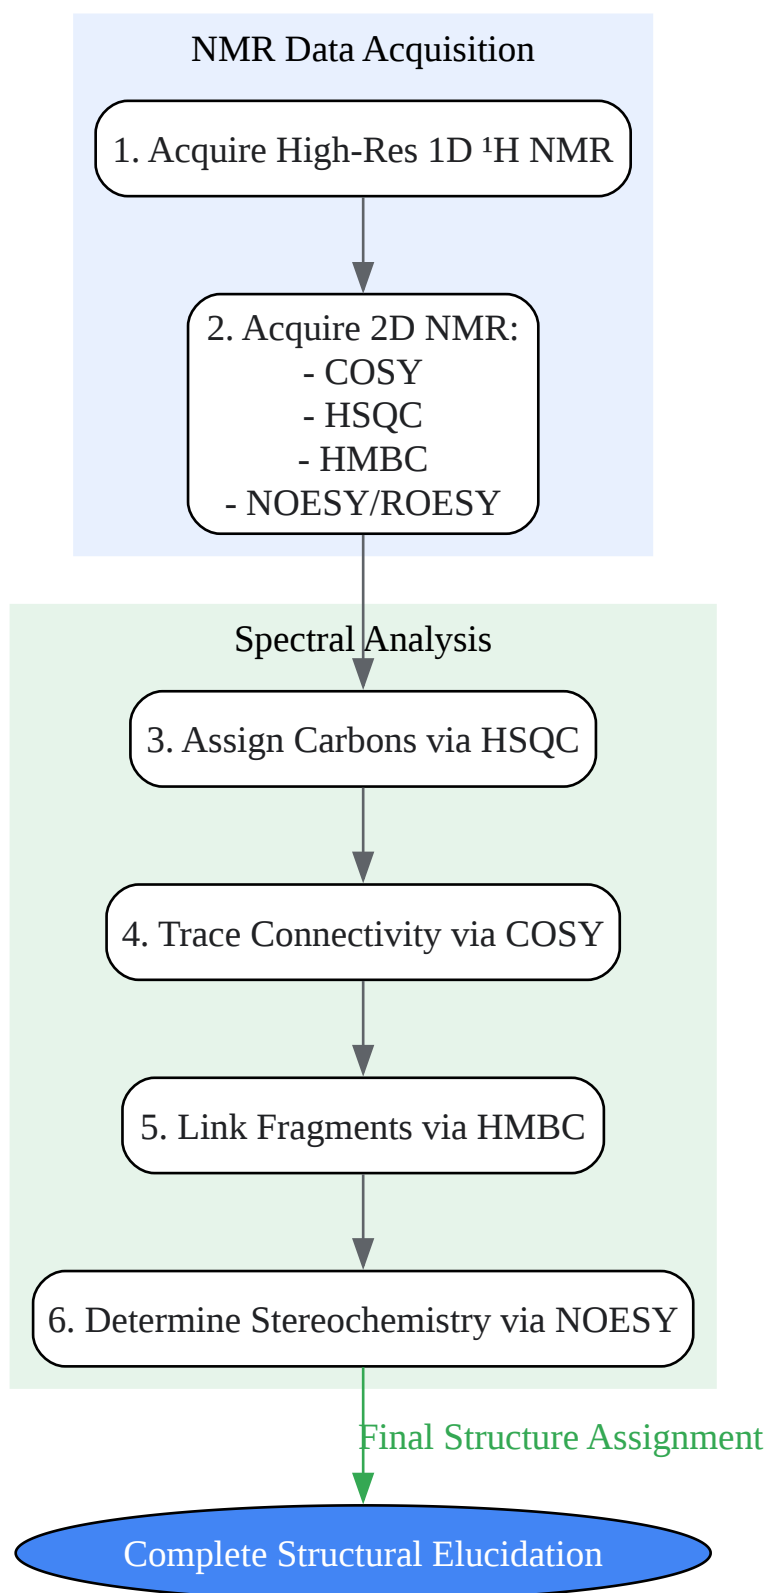 NMR Data Acquisition
1. Acquire High-Res 1D ¹H NMR
2. Acquire 2D NMR:
- COSY
- HSQC
- HMBC
- NOESY/ROESY
Spectral Analysis
3. Assign Carbons via HSQC
4. Trace Connectivity via COSY
5. Link Fragments via HMBC
6. Determine Stereochemistry via NOESY
Final Structure Assignment
Complete Structural Elucidation